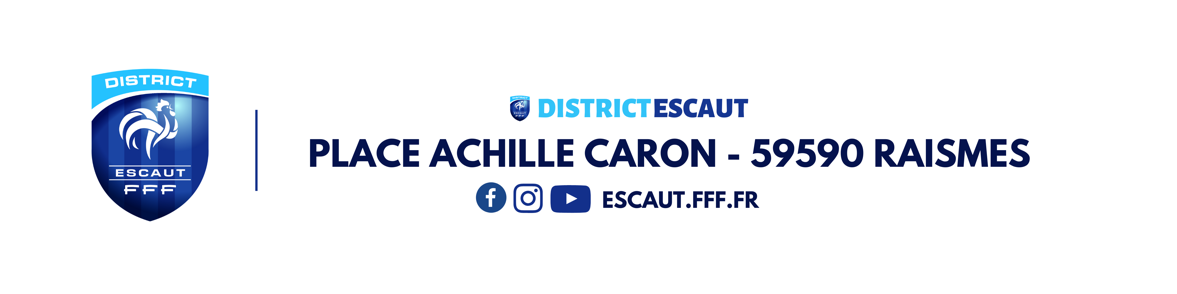 DISTRICT
ESCAUT
FFF
DISTRICTESCAUT
PLACE ACHILLE CARON - 59590 RAISMES
ESCAUT.FFF.FR